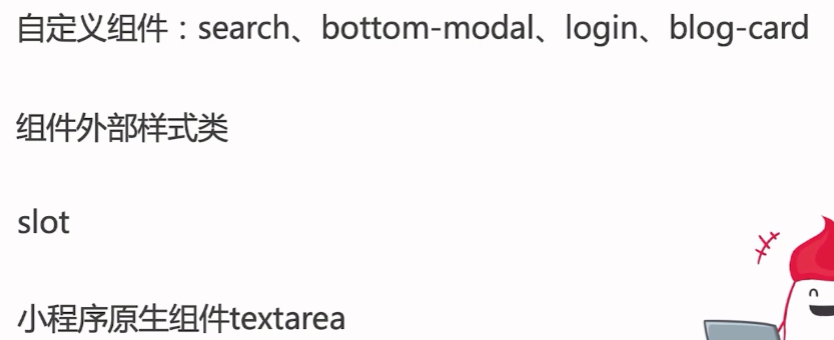 自定义组件：search、bottom-modal、login、blog-card
组件外部样式类
slot
小程序原生组件textarea